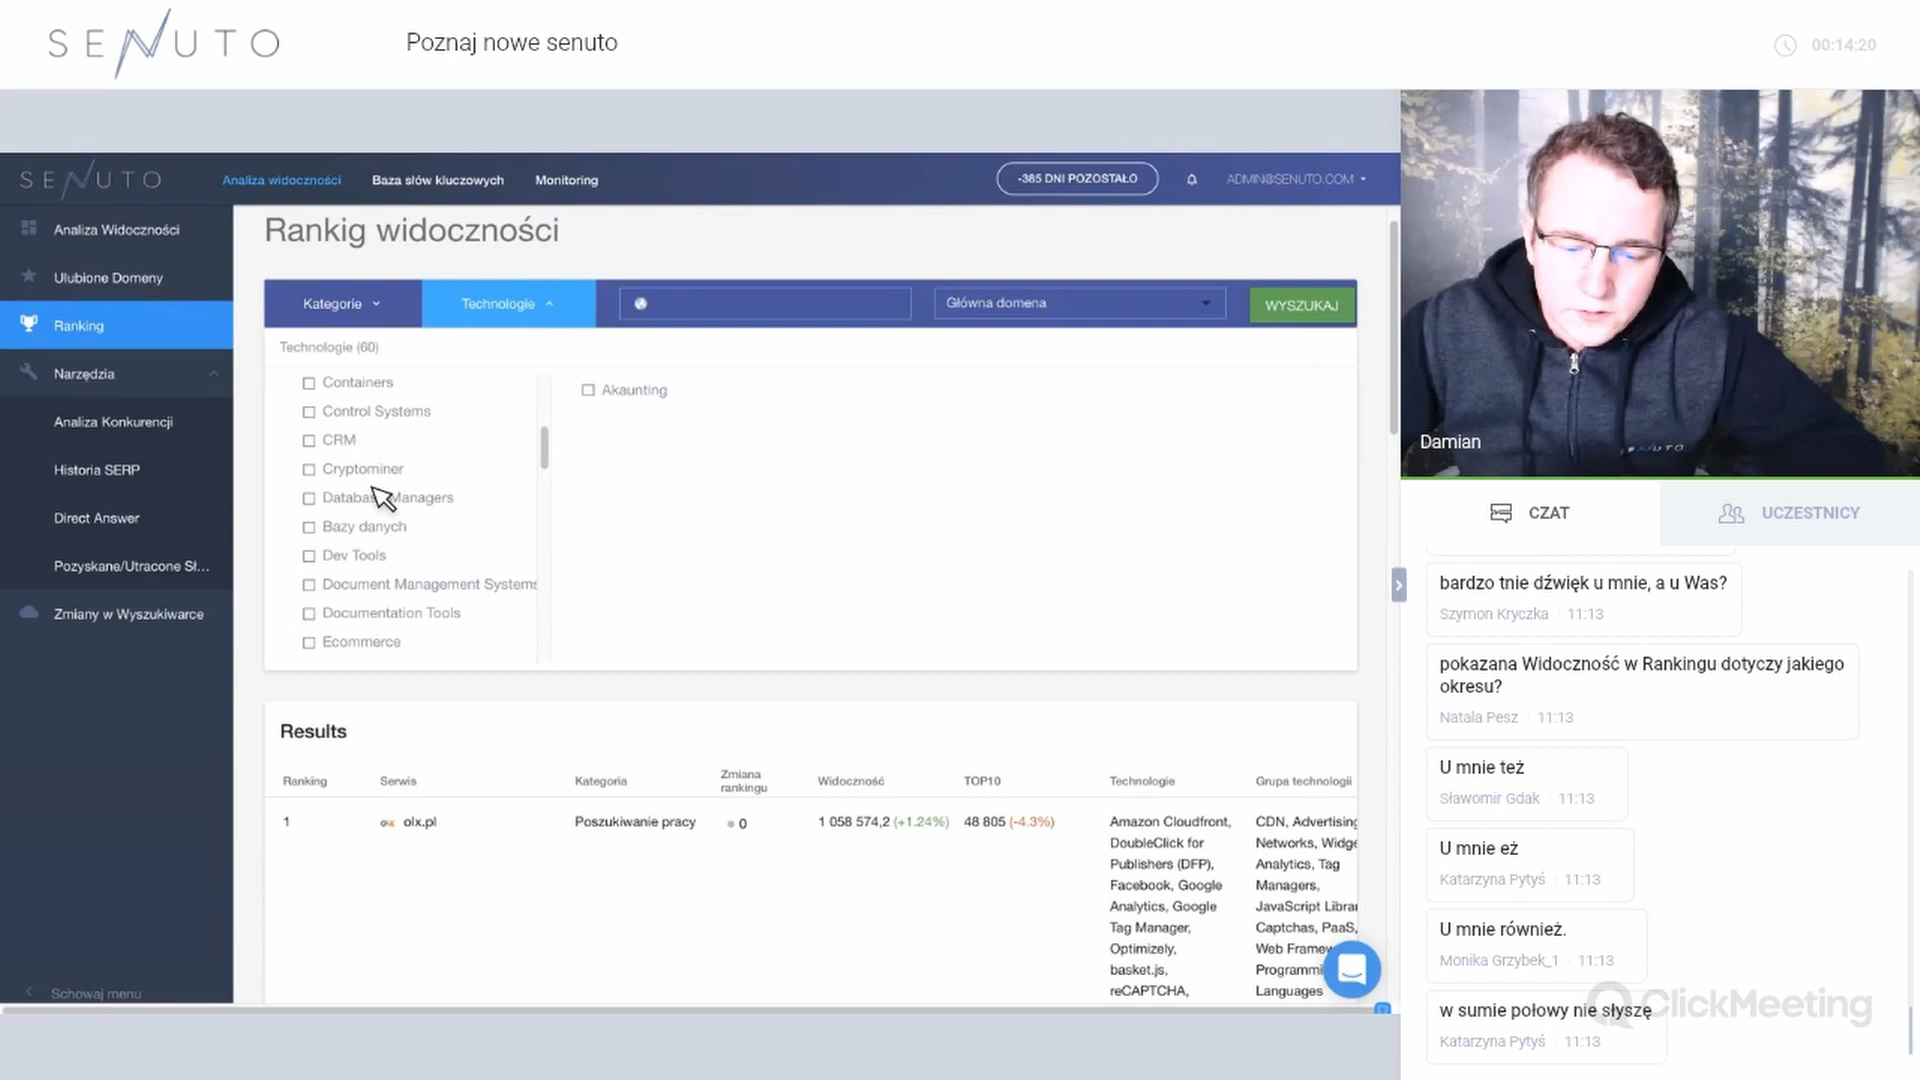 SENUTO
Poznaj nowe senuto
00:14:20
SENUTO
Analiza widoczności
Baza słów kluczowych
Monitoring
-385 DNI POZOSTAŁO
ADMIN@SENUTO.COM
Analiza Widoczności
Ulubione Domeny
Ranking
Narzędzia
Analiza Konkurencji
Historia SERP
Direct Answer
Pozyskane/Utracone Sł...
Zmiany w Wyszukiwarce
Schowaj menu
Rankig widoczności
Kategorie
Technologie
Główna domena
WYSZUKAJ
Technologie (60)
Containers
Control Systems
CRM
Cryptominer
Managers
Bazy danych
Dev Tools
Document Management Systems
Documentation Tools
Ecommerce
Akaunting
Results
Ranking
Serwis
Kategoria
Zmiana
rankingu
Widoczność
TOP10
Technologie
Grupa technologii
1
olx.pl
Poszukiwanie pracy
0
1 058 574,2 (+1.24%)
48 805 (-4.3%)
Amazon Cloudfront,
DoubleClick for
Publishers (DFP),
Facebook, Google
Analytics, Google
Tag Manager,
Optimizely,
basket.js,
reCAPTCHA,
CDN, Advertising
Networks,
Analytics, Tag
Managers,
JavaScript
Captchas, PaaS,
Web
Languages
Damian
SENUTO
CZAT
UCZESTNICY
bardzo tnie dźwięk u mnie, a u Was?
Szymon Kryczka 11:13
pokazana Widoczność w Rankingu dotyczy jakiego
okresu?
Natala Pesz 11:13
U mnie też
Sławomir Gdak 11:13
U mnie eż
Katarzyna Pytyś 11:13
U mnie również.
Monika Grzybek_1 11:13
w sumie połowy nie słyszę
Katarzyna Pytyś 11:13
ClickMeeting